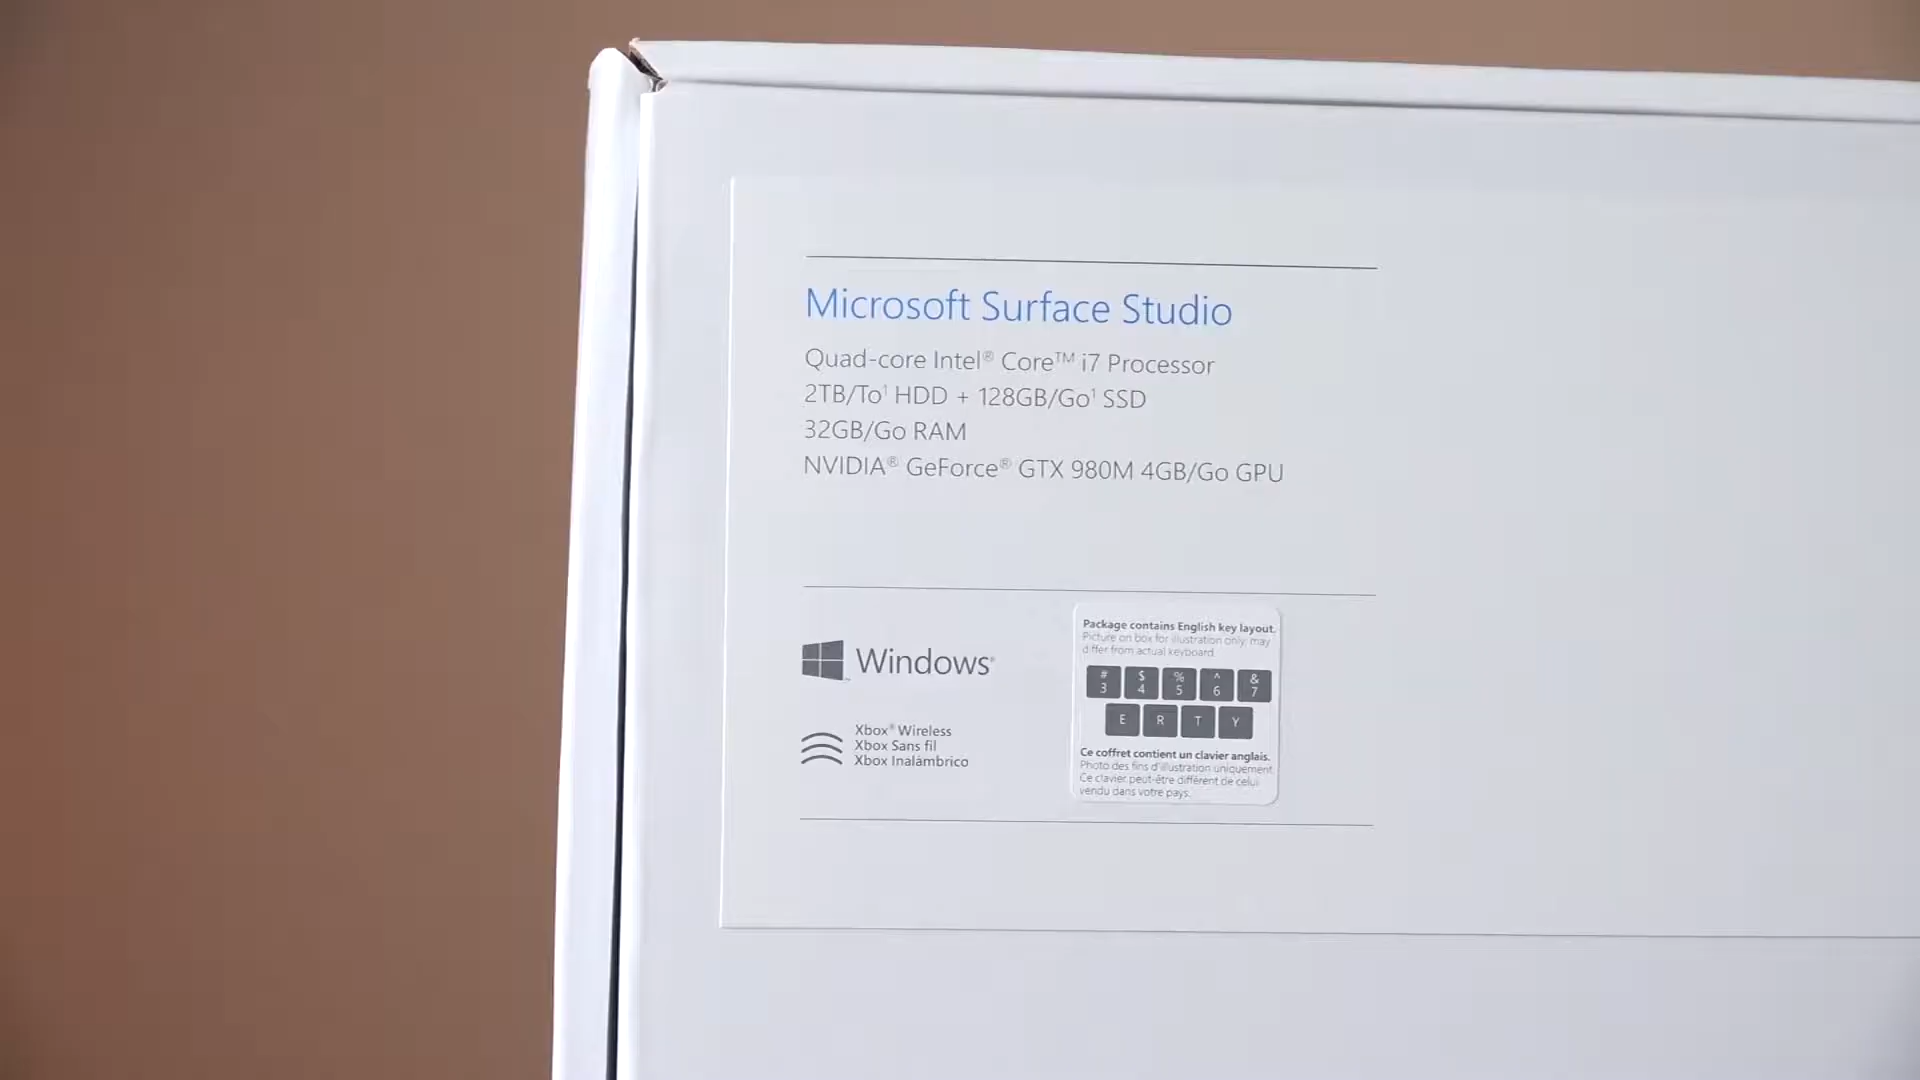 Microsoft Surface Studio
Quad-core Intel® Core™ i7 Processor
2TB/To¹ HDD + 128GB/Go¹ SSD
32GB/Go RAM
NVIDIA® GeForce® GTX 980M 4GB/Go GPU
Windows®
Xbox® Wireless
Xbox Sans fil
Xbox Inalámbrico
Package contains English key layout.
Picture on box for illustration only, may
differ from actual keyboard.
# $ % ^ &
3 4 5 6 7
E R T Y
Ce coffret contient un clavier anglais.
Photo des fins d'illustration uniquement.
Ce clavier peut-être différent de celui
vendu dans votre pays.